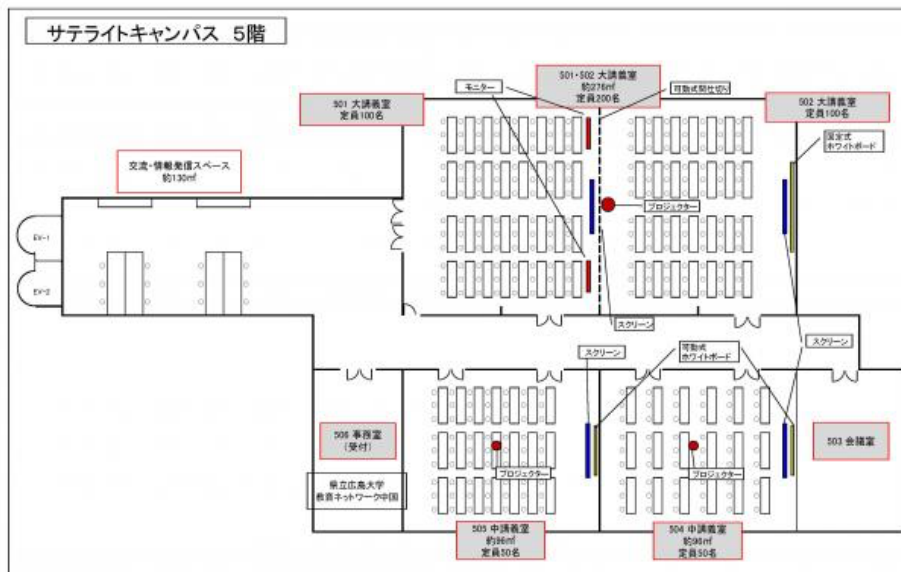 サテライトキャンパス 5階
501・502 大講義室
約276㎡
定員200名
モニター
可動式間仕切り
501 大講義室
定員100名
502 大講義室
定員100名
固定式
ホワイトボード
交流・情報発信スペース
約130㎡
プロジェクター
EV-1
EV-2
スクリーン
スクリーン
可動式
ホワイトボード
スクリーン
506 事務室
(受付)
503 会議室
プロジェクター
プロジェクター
県立広島大学
教育ネットワーク中国
505 中講義室
約96㎡
定員50名
504 中講義室
約96㎡
定員50名